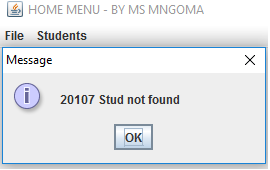 HOME MENU - BY MS MNGOMA
File Students
Message
20107 Stud not found
OK